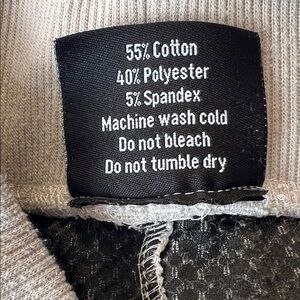 55% Cotton
40% Polyester
5% Spandex
Machine wash cold
Do not bleach
Do not tumble dry